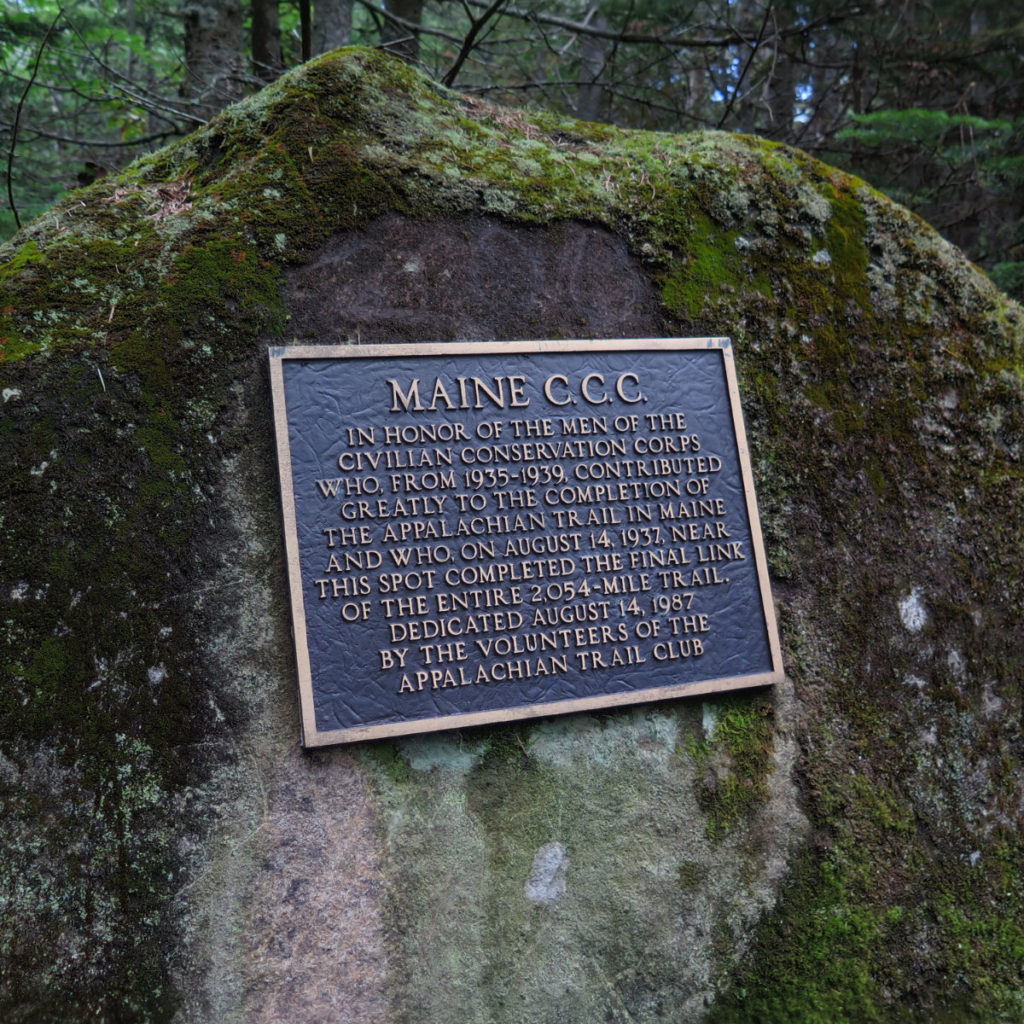 MAINE C.C.C.
IN HONOR OF THE MEN OF THE
CIVILIAN CONSERVATION CORPS
WHO, FROM 1935-1939, CONTRIBUTED
GREATLY TO THE COMPLETION OF
THE APPALACHIAN TRAIL IN MAINE
AND WHO, ON AUGUST 14, 1937, NEAR
THIS SPOT COMPLETED THE FINAL LINK
OF THE ENTIRE 2,054-MILE TRAIL.
DEDICATED AUGUST 14, 1987
BY THE VOLUNTEERS OF THE
APPALACHIAN TRAIL CLUB